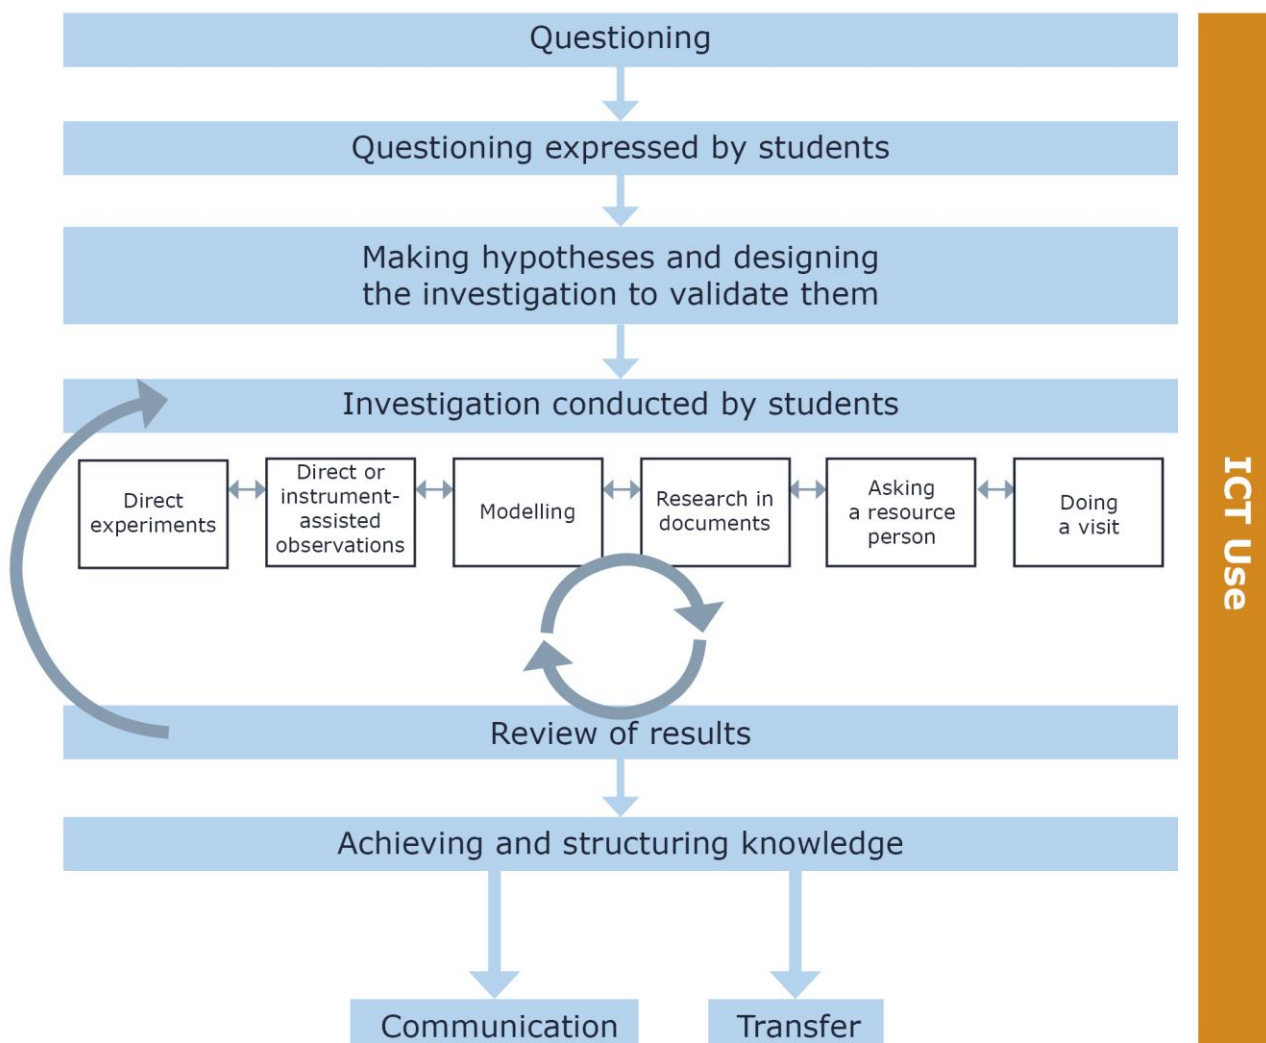 Questioning
Questioning expressed by students
Making hypotheses and designing
the investigation to validate them
Investigation conducted by students
Direct
experiments
Direct or
instrument-
assisted
observations
Modelling
Research in
documents
Asking
a resource
person
Doing
a visit
Review of results
Achieving and structuring knowledge
Communication
Transfer
ICT Use